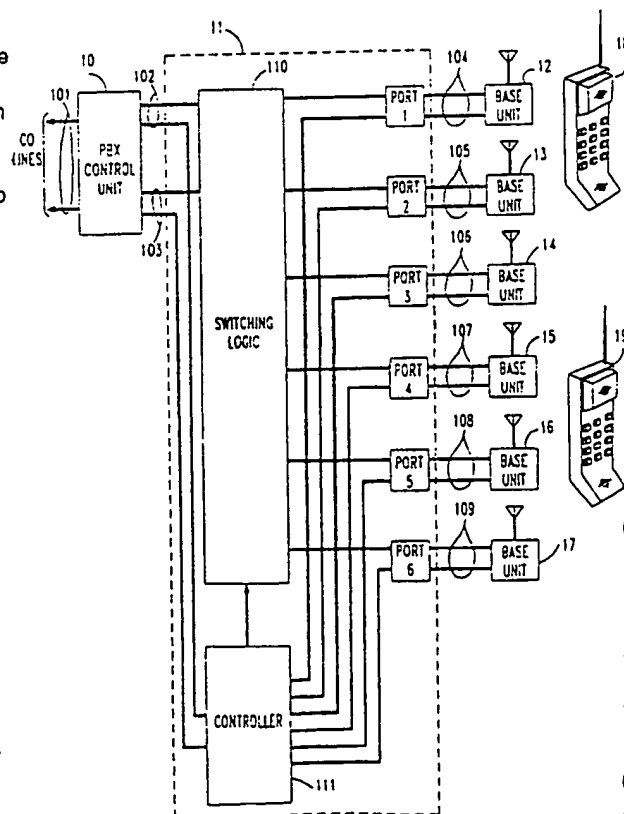 11
10
102
110
104
12
18
101
PORT
1
BASE
UNIT
CO
LINES
PBX
CONTROL
UNIT
105
13
PORT
2
BASE
UNIT
103
106
14
PORT
3
BASE
UNIT
SWITCHING
LOGIC
107
15
19
PORT
4
BASE
UNIT
108
16
PORT
5
BASE
UNIT
109
PORT
6
BASE
UNIT
17
CONTROLLER
111